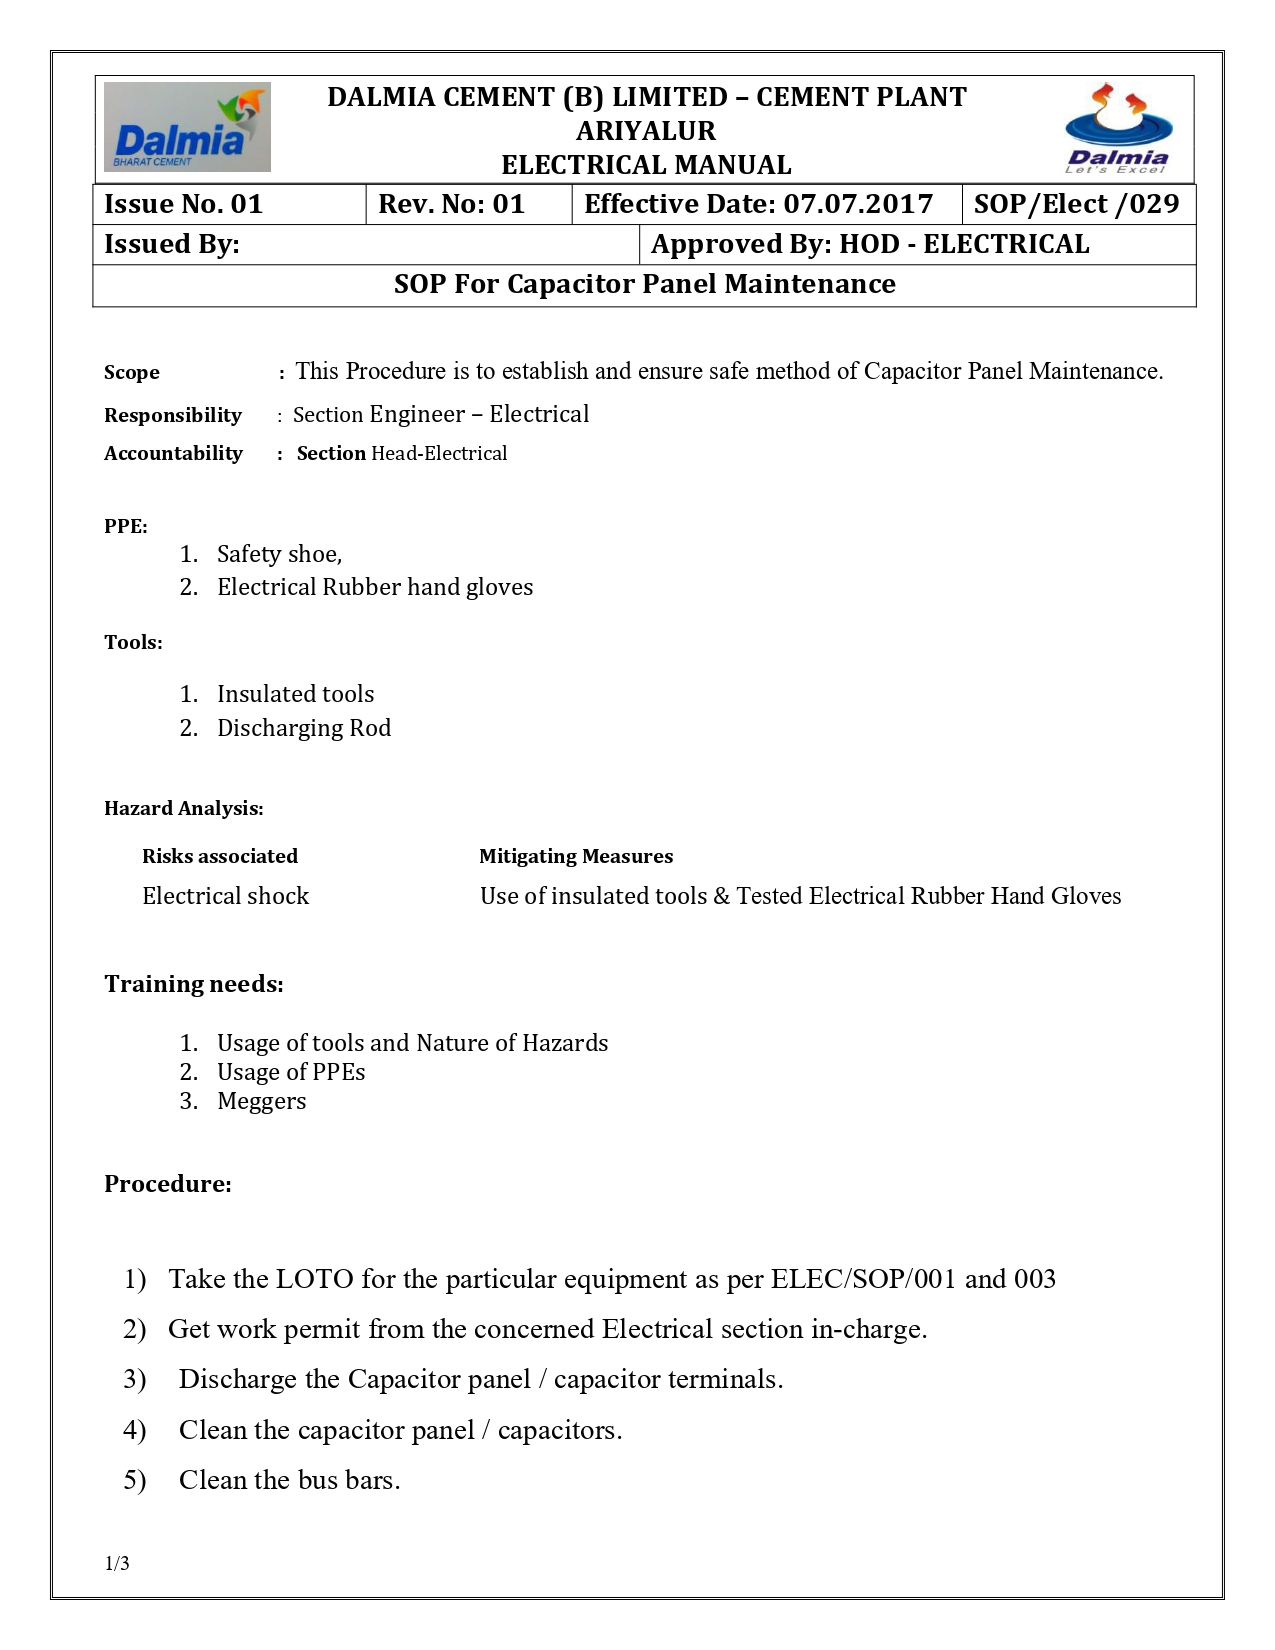 Dalmia
BHARAT CEMENT
DALMIA CEMENT (B) LIMITED – CEMENT PLANT
ARIYALUR
ELECTRICAL MANUAL
Dalmia
Let's Excel
Issue No. 01 Rev. No: 01 Effective Date: 07.07.2017 SOP/Elect /029
Issued By: Approved By: HOD - ELECTRICAL
SOP For Capacitor Panel Maintenance
Scope : This Procedure is to establish and ensure safe method of Capacitor Panel Maintenance.
Responsibility : Section Engineer – Electrical
Accountability : Section Head-Electrical
PPE:
1. Safety shoe,
2. Electrical Rubber hand gloves
Tools:
1. Insulated tools
2. Discharging Rod
Hazard Analysis:
Risks associated Mitigating Measures
Electrical shock Use of insulated tools & Tested Electrical Rubber Hand Gloves
Training needs:
1. Usage of tools and Nature of Hazards
2. Usage of PPEs
3. Meggers
Procedure:
1) Take the LOTO for the particular equipment as per ELEC/SOP/001 and 003
2) Get work permit from the concerned Electrical section in-charge.
3) Discharge the Capacitor panel / capacitor terminals.
4) Clean the capacitor panel / capacitors.
5) Clean the bus bars.
1/3